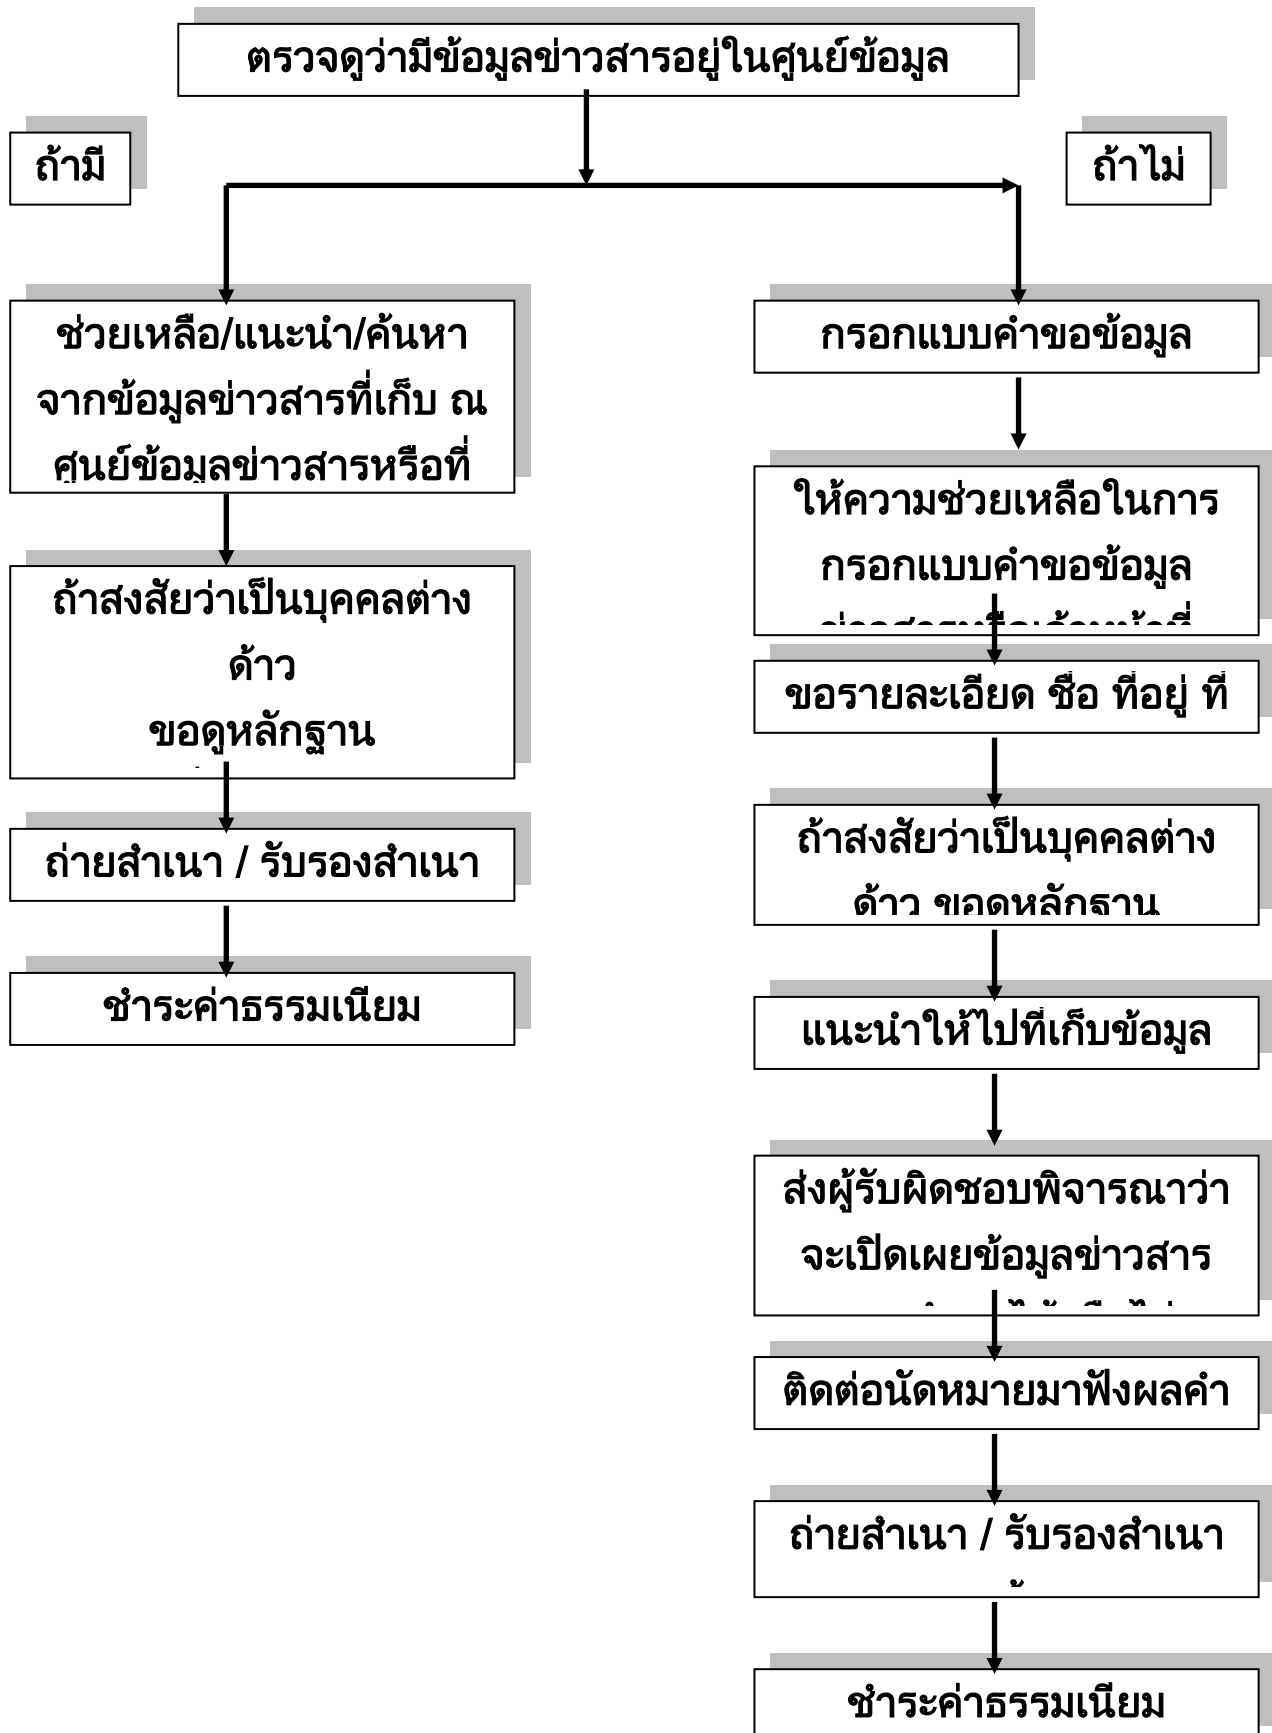 ตรวจดูว่ามีข้อมูลข่าวสารอยู่ในศูนย์ข้อมูล
ถ้ามี
ถ้าไม่
ช่วยเหลือ/แนะนำ/ค้นหา
จากข้อมูลข่าวสารที่เก็บ ณ
ศูนย์ข้อมูลข่าวสารหรือที่
ถ้าสงสัยว่าเป็นบุคคลต่าง
ด้าว
ขอดูหลักฐาน
ถ่ายสำเนา / รับรองสำเนา
ชำระค่าธรรมเนียม
กรอกแบบคำขอข้อมูล
ให้ความช่วยเหลือในการ
กรอกแบบคำขอข้อมูล
ขอรายละเอียด ชื่อ ที่อยู่ ที่
ถ้าสงสัยว่าเป็นบุคคลต่าง
ด้าว ขอดูหลักฐาน
แนะนำให้ไปที่เก็บข้อมูล
ส่งผู้รับผิดชอบพิจารณาว่า
จะเปิดเผยข้อมูลข่าวสาร
ติดต่อนัดหมายมาฟังผลคำ
ถ่ายสำเนา / รับรองสำเนา
ชำระค่าธรรมเนียม